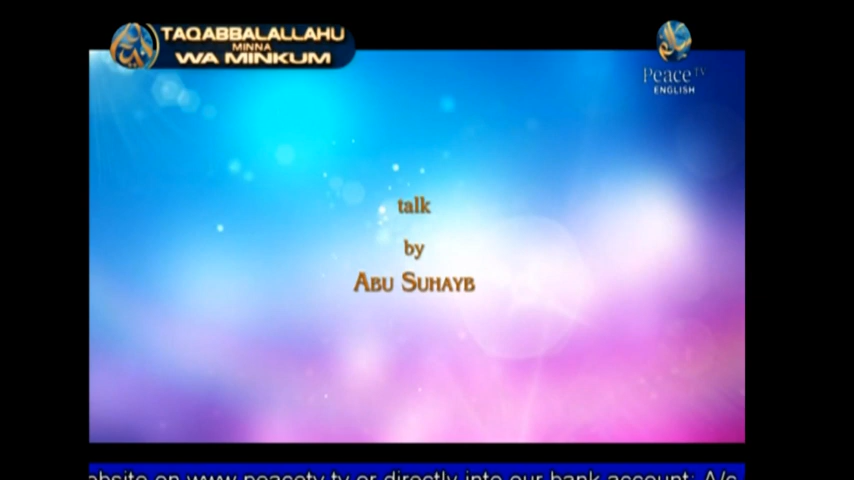 TAQABBALALLAHU
MINNA
WA MINKUM
Peace TV
ENGLISH
talk
by
ABU SUHAYB
ebsite on www.peacetv.tv or directly into our bank account: A/c